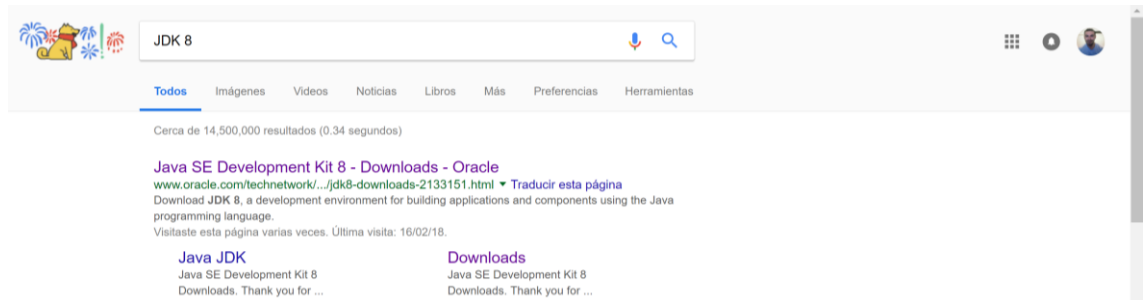 JDK 8
Todos Imágenes Videos Noticias Libros Más Preferencias Herramientas
Cerca de 14,500,000 resultados (0.34 segundos)
Java SE Development Kit 8 - Downloads - Oracle
www.oracle.com/technetwork/.../jdk8-downloads-2133151.html ▼ Traducir esta página
Download JDK 8, a development environment for building applications and components using the Java
programming language.
Visitaste esta página varias veces. Última visita: 16/02/18.
Java JDK
Java SE Development Kit 8
Downloads. Thank you for ...
Downloads
Java SE Development Kit 8
Downloads. Thank you for ...